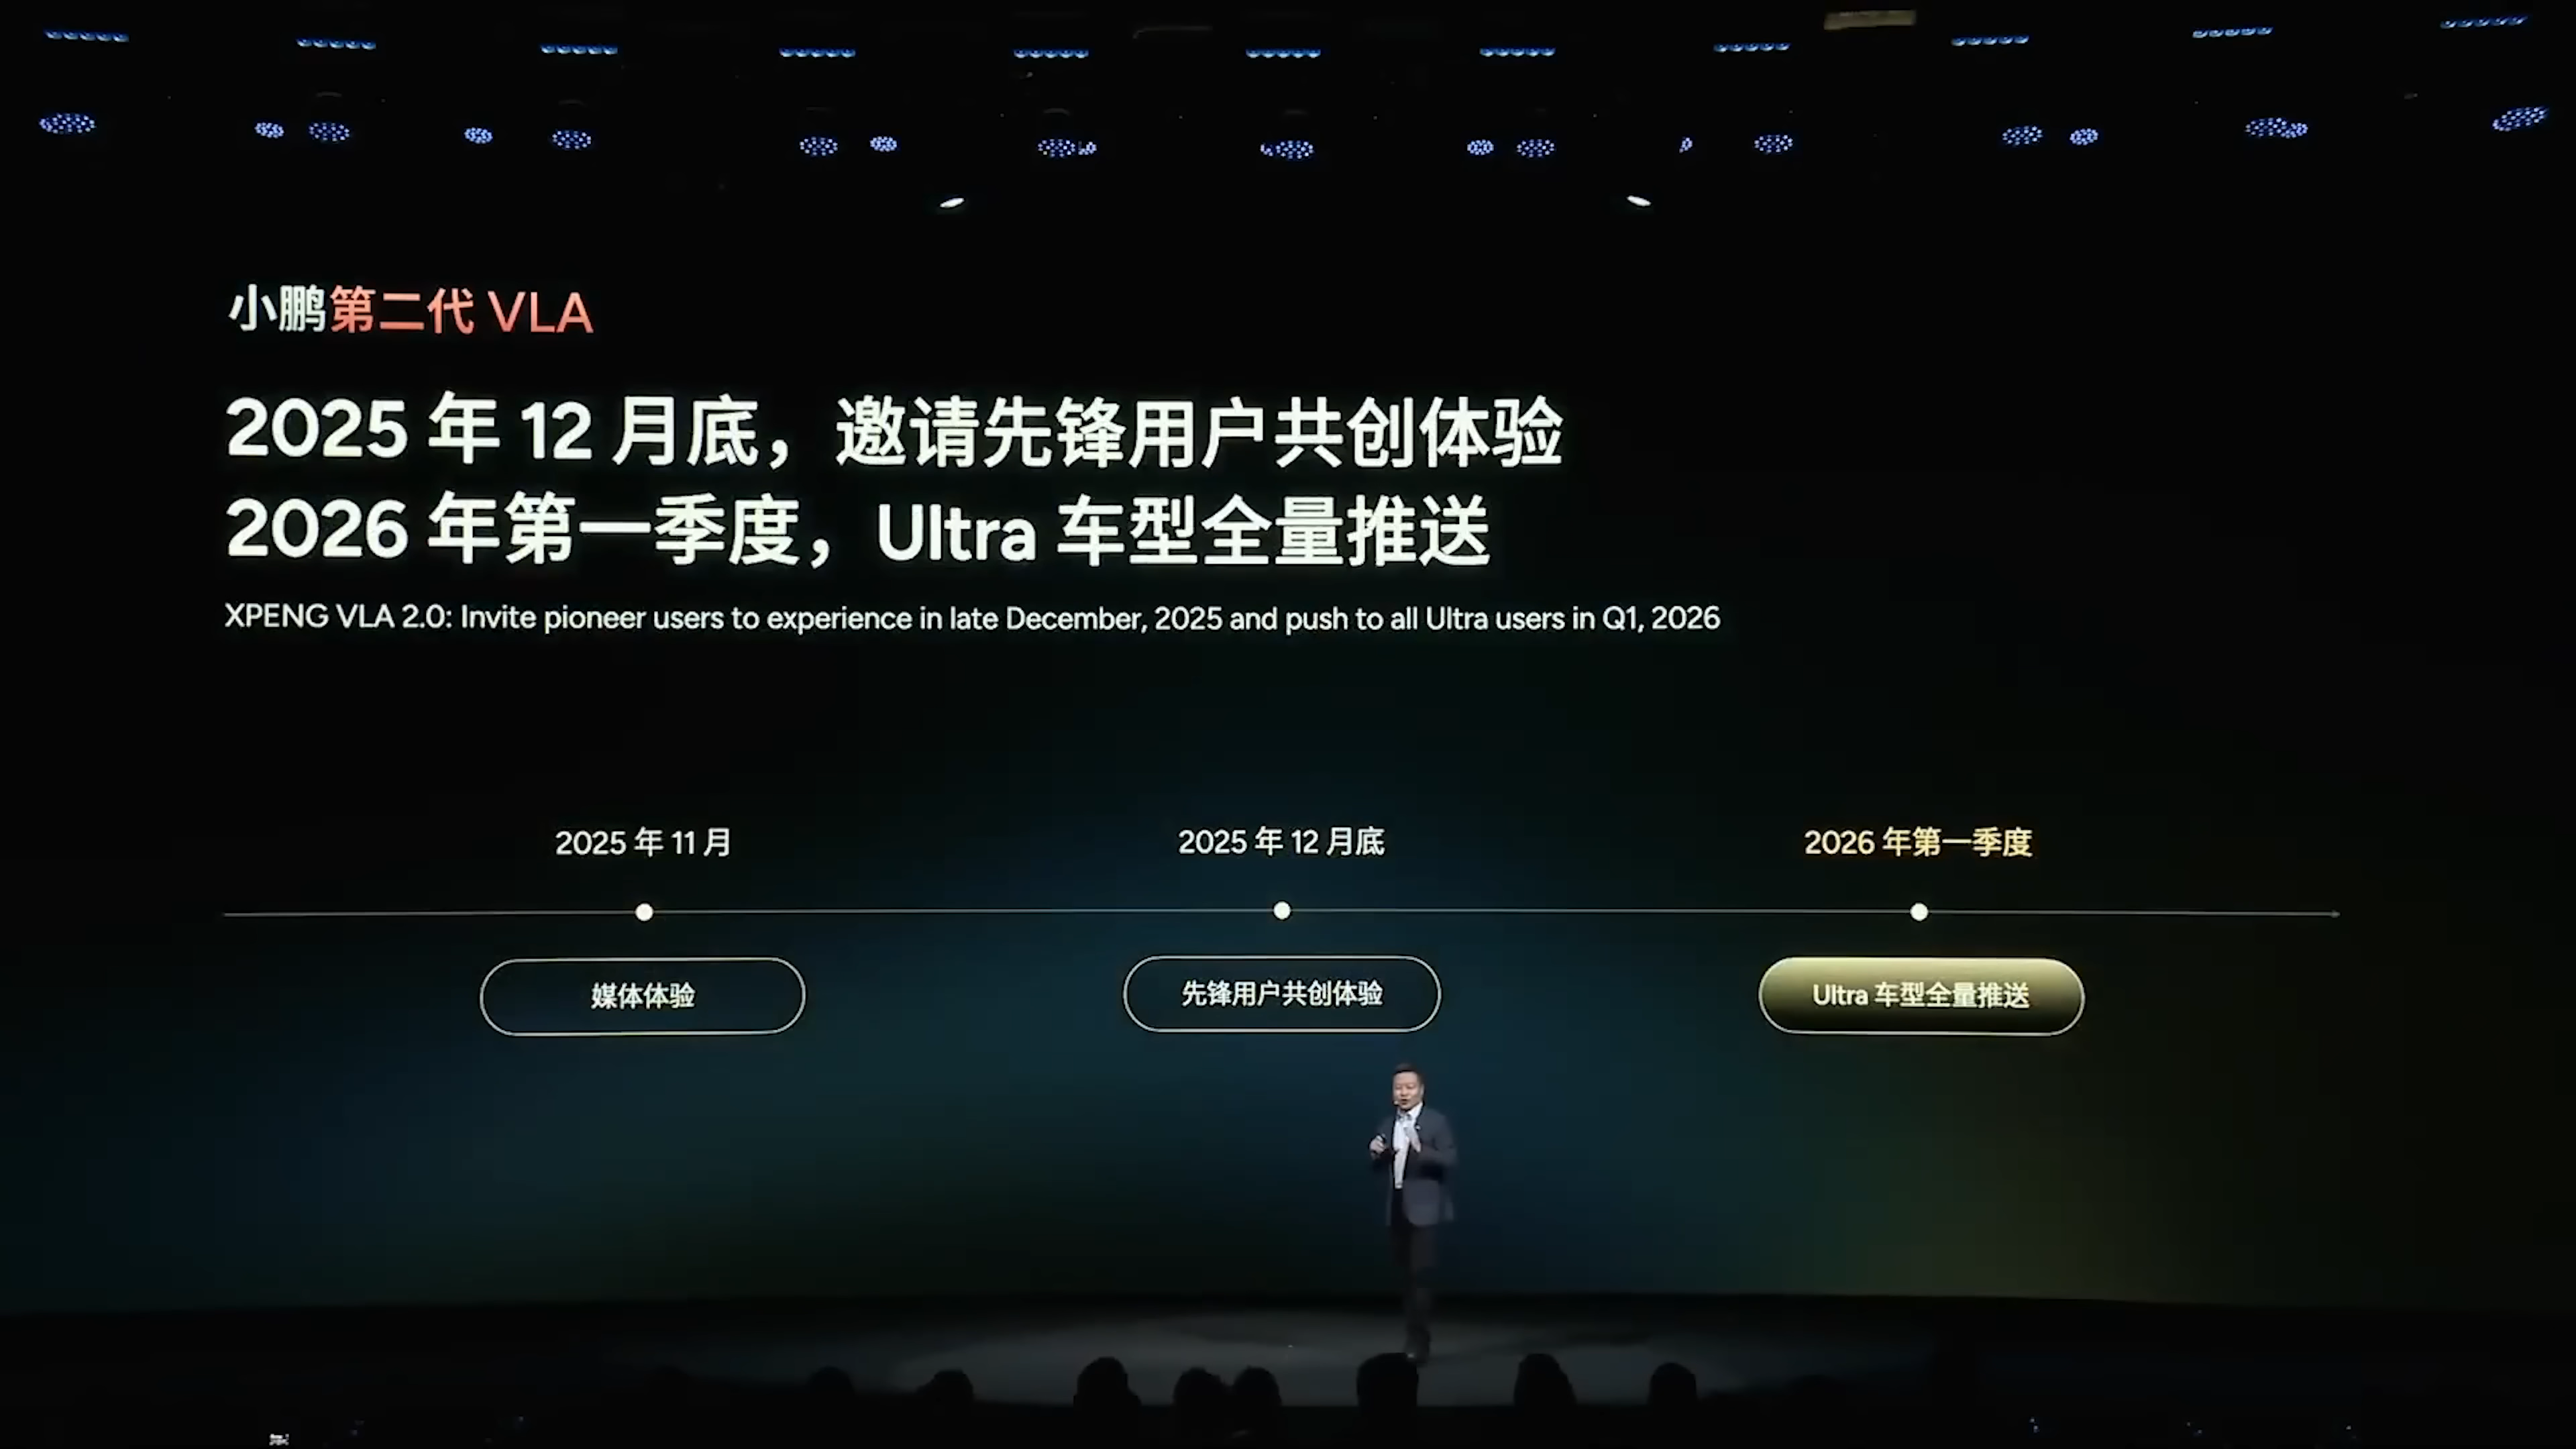 小鹏第二代 VLA
2025 年 12 月底，邀请先锋用户共创体验
2026 年第一季度，Ultra 车型全量推送
XPENG VLA 2.0: Invite pioneer users to experience in late December, 2025 and push to all Ultra users in Q1, 2026
2025 年 11 月
2025 年 12 月底
2026 年第一季度
媒体体验
先锋用户共创体验
Ultra 车型全量推送